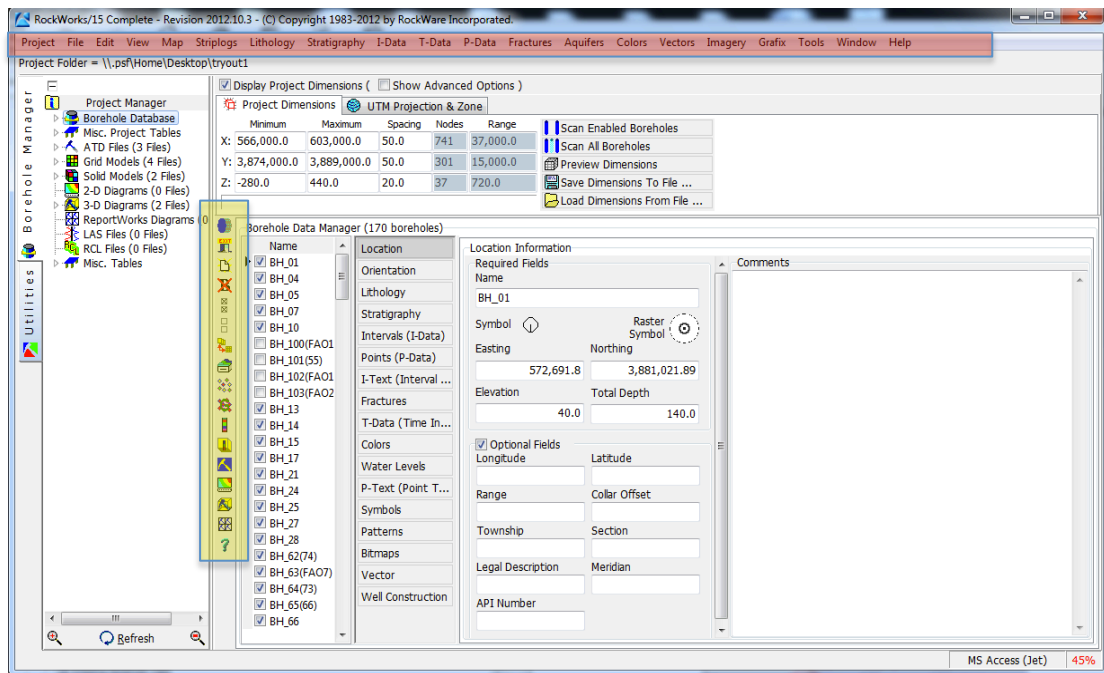 RockWorks/15 Complete - Revision 2012.10.3 - (C) Copyright 1983-2012 by RockWare Incorporated.
Project File Edit View Map Striplogs Lithology Stratigraphy I-Data T-Data P-Data Fractures Aquifers Colors Vectors Imagery Grafix Tools Window Help
Project Folder = \\.psf\Home\Desktop\tryout1
Borehole Manager
Utilities
Project Manager
Borehole Database
Misc. Project Tables
ATD Files (3 Files)
Grid Models (4 Files)
Solid Models (2 Files)
2-D Diagrams (0 Files)
3-D Diagrams (2 Files)
ReportWorks Diagrams (0
LAS Files (0 Files)
RCL Files (0 Files)
Misc. Tables
Refresh
Display Project Dimensions ( Show Advanced Options )
Project Dimensions UTM Projection & Zone
Minimum Maximum Spacing Nodes Range
X: 566,000.0 603,000.0 50.0 741 37,000.0
Y: 3,874,000.0 3,889,000.0 50.0 301 15,000.0
Z: -280.0 440.0 20.0 37 720.0
Scan Enabled Boreholes
Scan All Boreholes
Preview Dimensions
Save Dimensions To File ...
Load Dimensions From File ...
EXIT
Borehole Data Manager (170 boreholes)
Name
BH_01
BH_04
BH_05
BH_07
BH_10
BH_100(FAO1
BH_101(55)
BH_102(FAO1
BH_103(FAO2
BH_13
BH_14
BH_15
BH_17
BH_21
BH_24
BH_25
BH_27
BH_28
BH_62(74)
BH_63(FAO7)
BH_64(73)
BH_65(66)
BH_66
Location
Orientation
Lithology
Stratigraphy
Intervals (I-Data)
Points (P-Data)
I-Text (Interval ...
Fractures
T-Data (Time In...
Colors
Water Levels
P-Text (Point T...
Symbols
Patterns
Bitmaps
Vector
Well Construction
Location Information
Required Fields
Name
BH_01
Symbol Raster Symbol
Easting Northing
572,691.8 3,881,021.89
Elevation Total Depth
40.0 140.0
Optional Fields
Longitude Latitude
Range Collar Offset
Township Section
Legal Description Meridian
API Number
Comments
MS Access (Jet) 45%